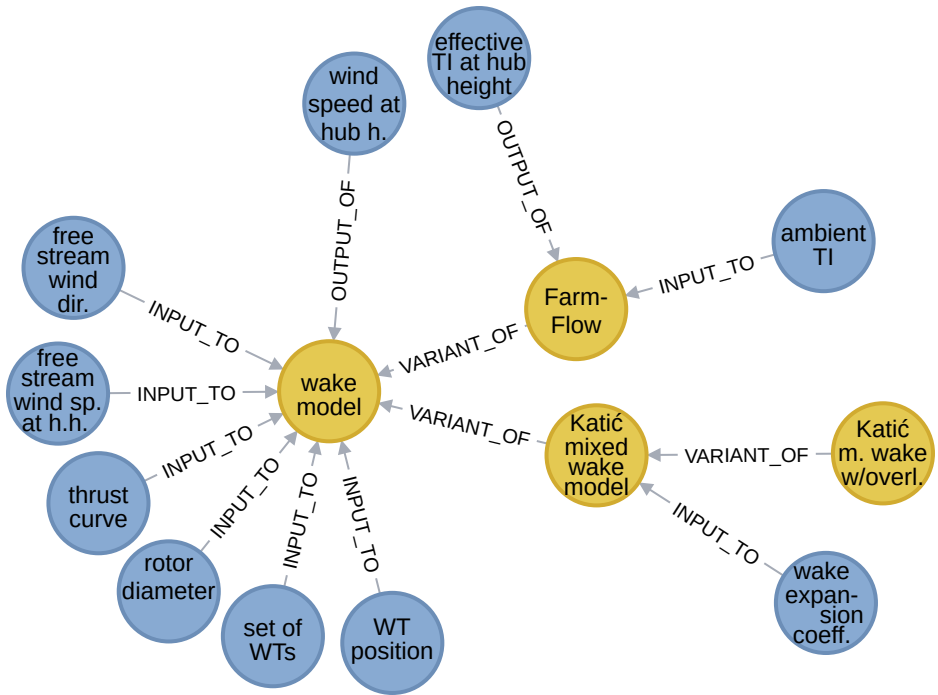 effective
TI at hub
height
wind
speed at
hub h.
OUTPUT_OF
OUTPUT_OF
ambient
TI
free
stream
wind
dir.
INPUT_TO
Farm-
Flow
INPUT_TO
VARIANT_OF
free
stream
wind sp.
at h.h.
INPUT_TO
wake
model
VARIANT_OF
Katić
mixed
wake
model
VARIANT_OF
Katić
m. wake
w/overl.
thrust
curve
INPUT_TO
rotor
diameter
INPUT_TO
set of
WTs
INPUT_TO
WT
position
INPUT_TO
INPUT_TO
wake
expan-
sion
coeff.